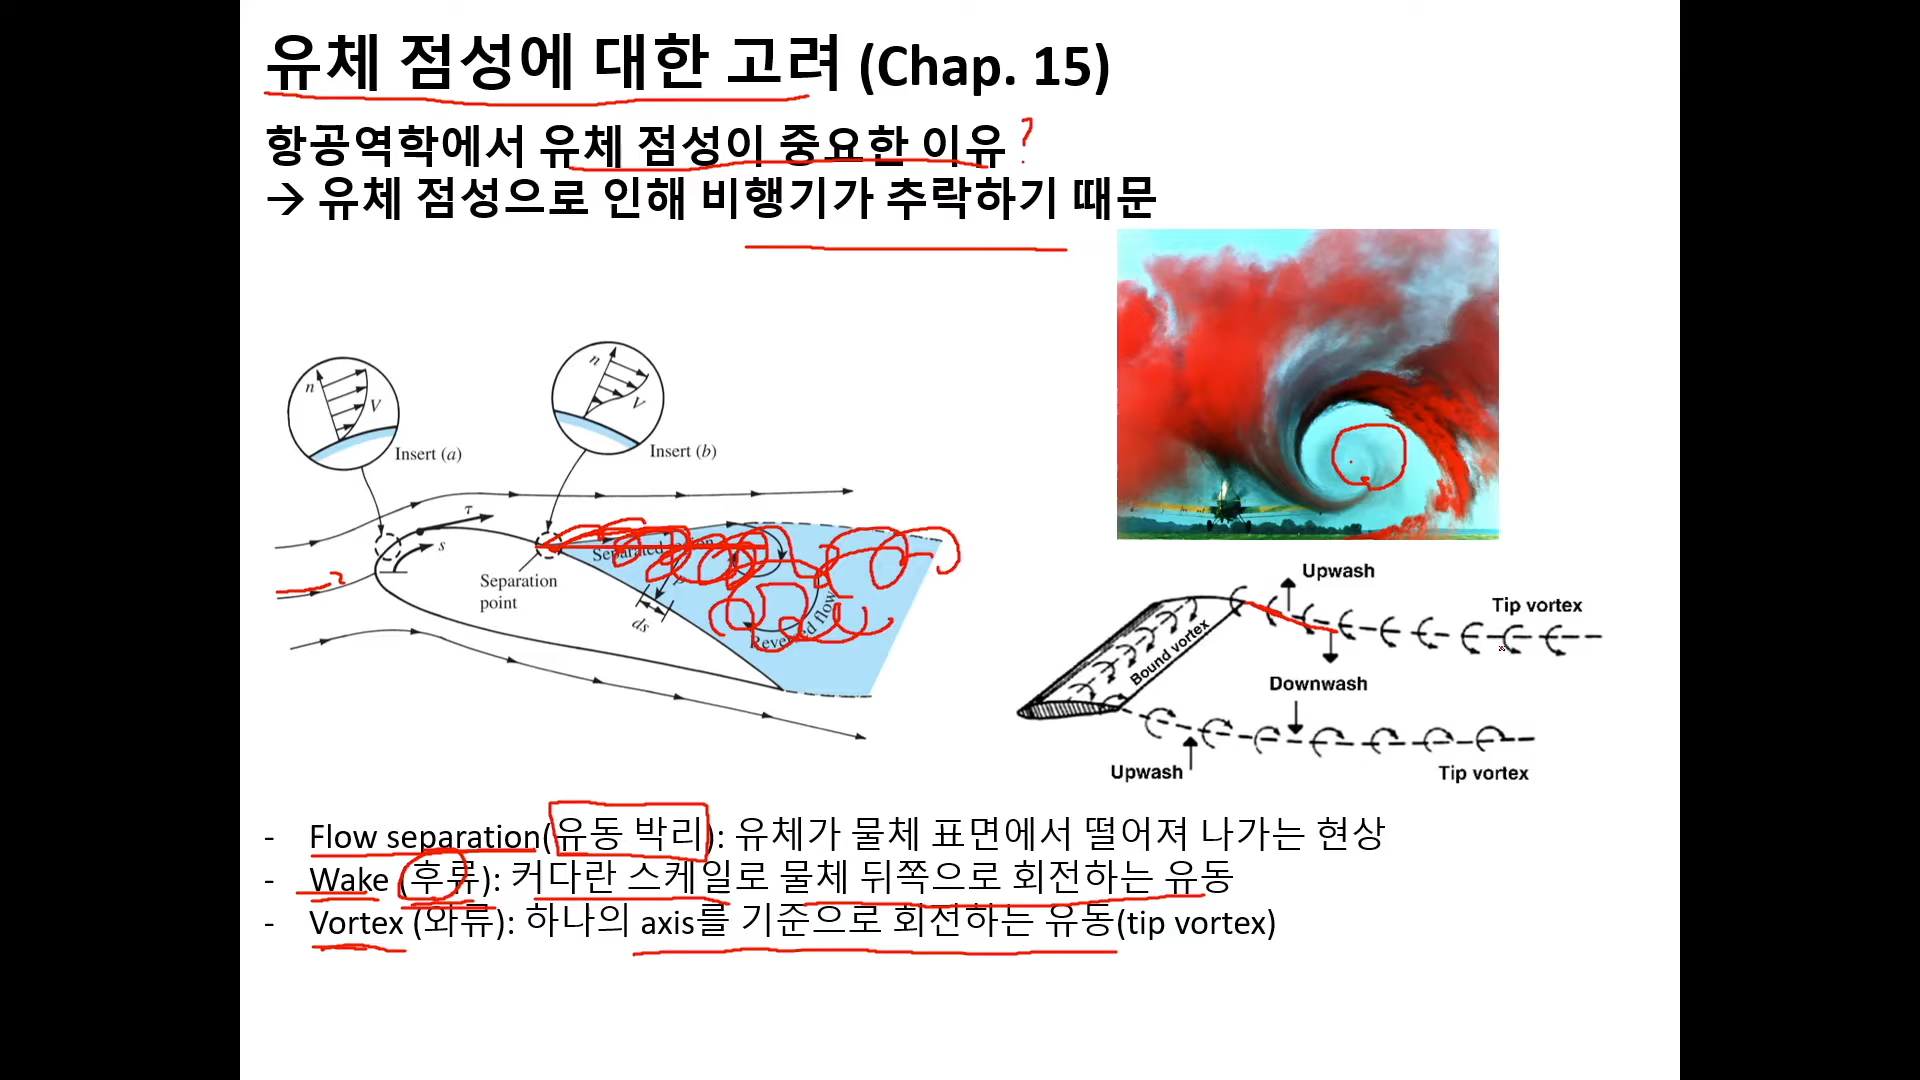 유체 점성에 대한 고려 (Chap. 15)
항공역학에서 유체 점성이 중요한 이유?
→ 유체 점성으로 인해 비행기가 추락하기 때문
n
V
Insert (a)
n
V
Insert (b)
τ
s
Separation
point
Separated region
ds
Reversed flow
Upwash
Tip vortex
Bound vortex
Downwash
Upwash
Tip vortex
- Flow separation(유동 박리): 유체가 물체 표면에서 떨어져 나가는 현상
- Wake (후류): 커다란 스케일로 물체 뒤쪽으로 회전하는 유동
- Vortex (와류): 하나의 axis를 기준으로 회전하는 유동(tip vortex)